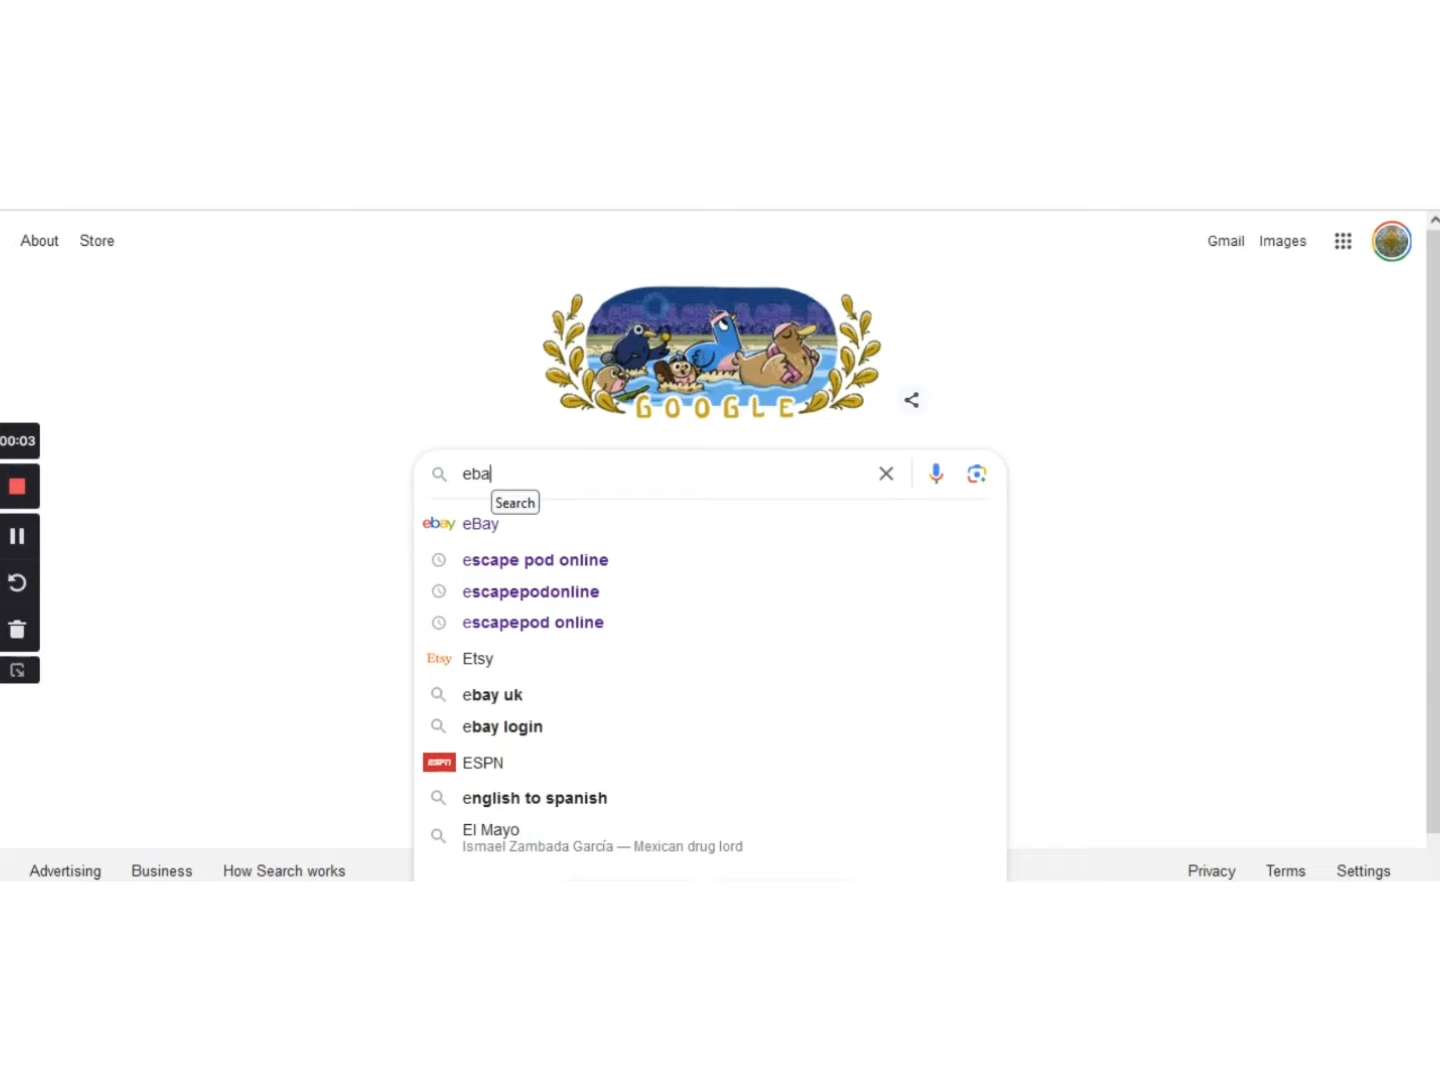 About Store
Gmail Images
GOOGLE
00:03
eba
Search
ebay eBay
escape pod online
escapepodonline
escapepod online
Etsy Etsy
ebay uk
ebay login
ESPN ESPN
english to spanish
El Mayo
Ismael Zambada García — Mexican drug lord
Advertising Business How Search works
Privacy Terms Settings